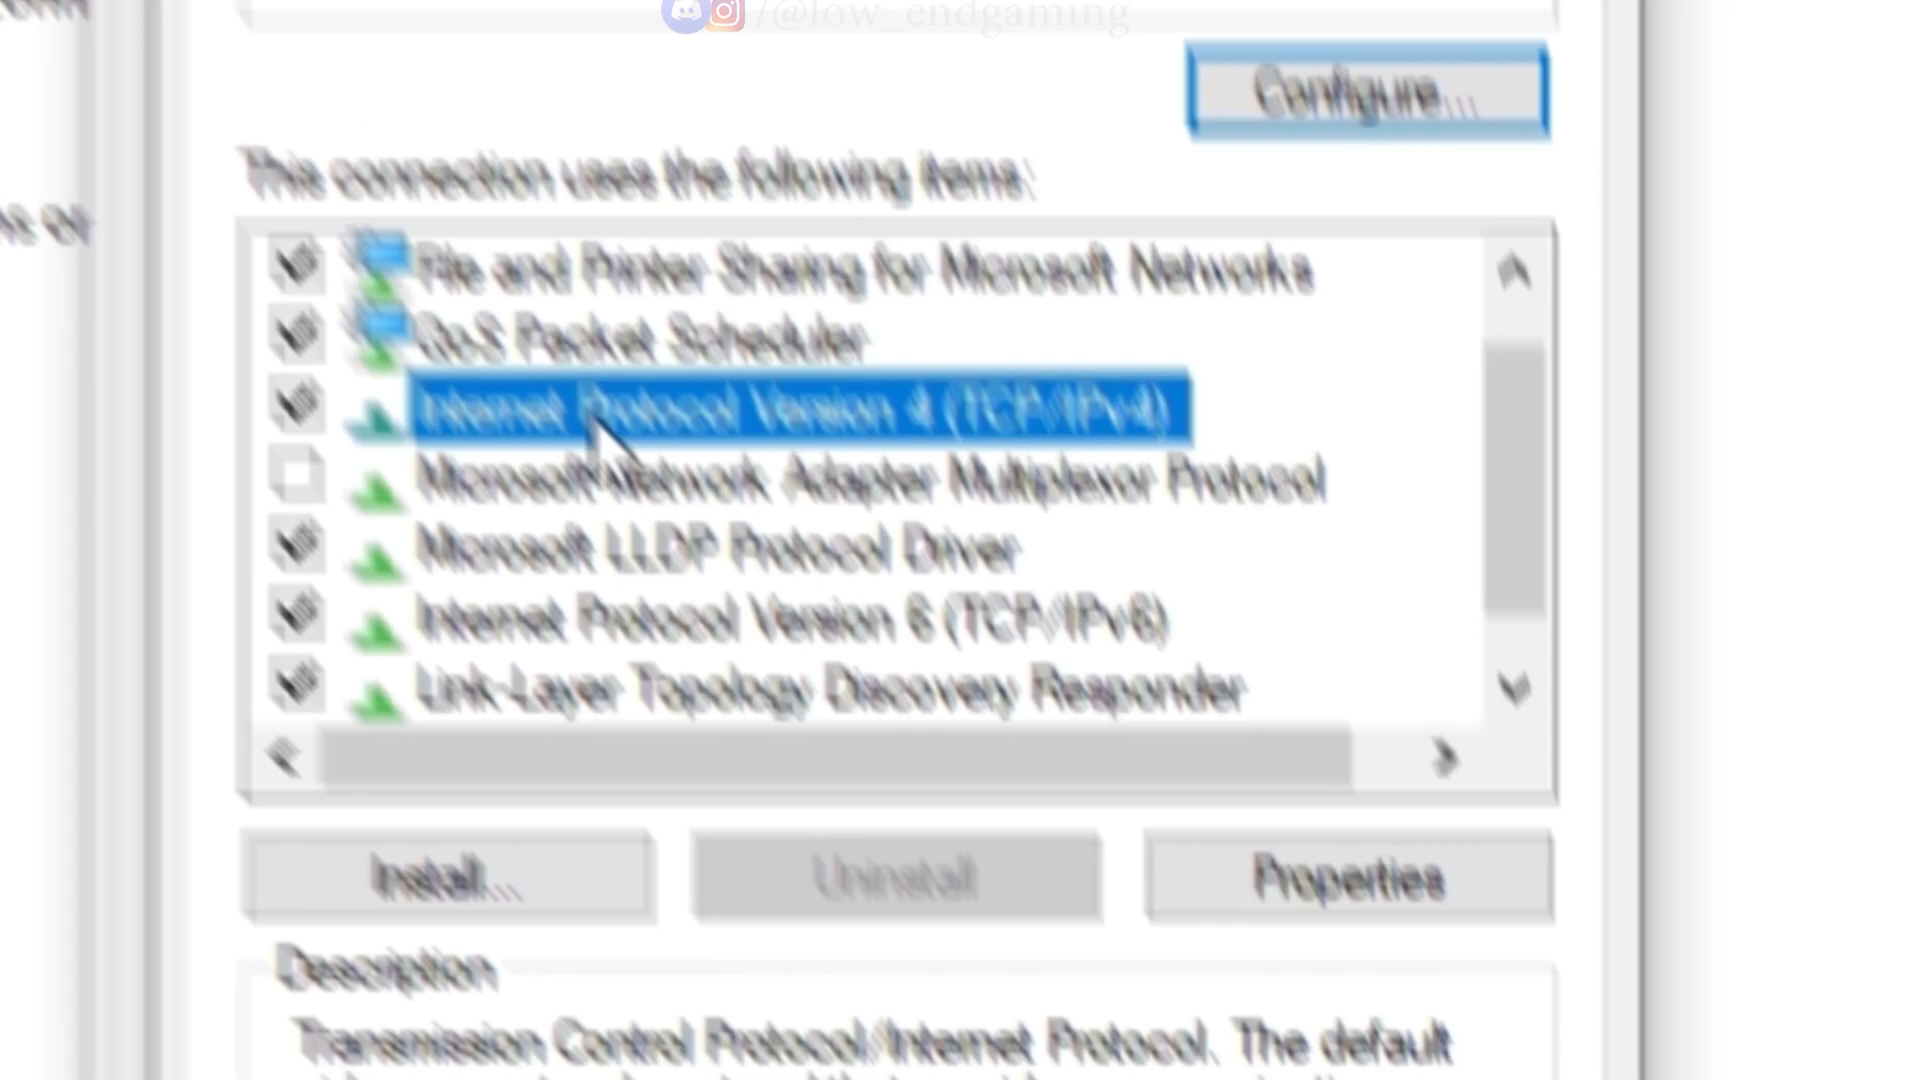 /@low_endgaming
Configure...
This connection uses the following items:
File and Printer Sharing for Microsoft Networks
QoS Packet Scheduler
Internet Protocol Version 4 (TCP/IPv4)
Microsoft Network Adapter Multiplexor Protocol
Microsoft LLDP Protocol Driver
Internet Protocol Version 6 (TCP/IPv6)
Link-Layer Topology Discovery Responder
Install...
Uninstall
Properties
Description
Transmission Control Protocol/Internet Protocol. The default